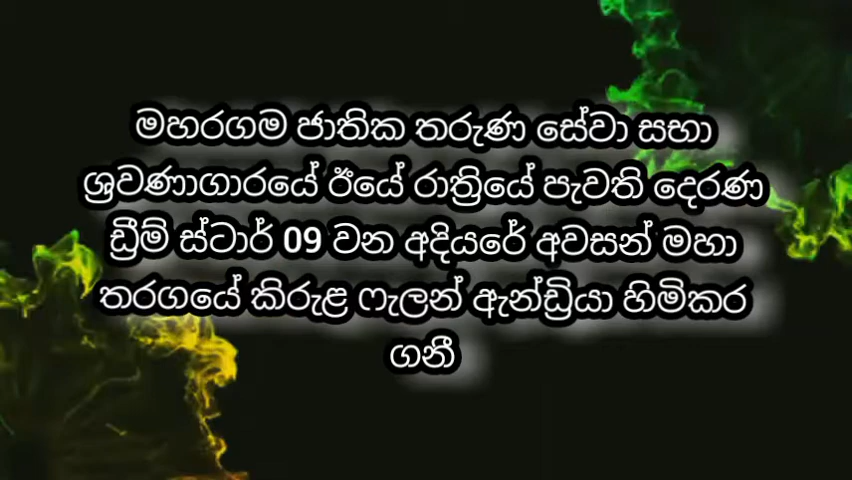 මහරගම ජාතික තරුණ සේවා සභා
ශ්‍රවණාගාරයේ ඊයේ රාත්‍රියේ පැවති දෙරණ
ඩ්‍රීම් ස්ටාර් 09 වන අදියරේ අවසන් මහා
තරගයේ කිරුළ ෆැලන් ඇන්ඩ්‍රියා හිමිකර
ගනී